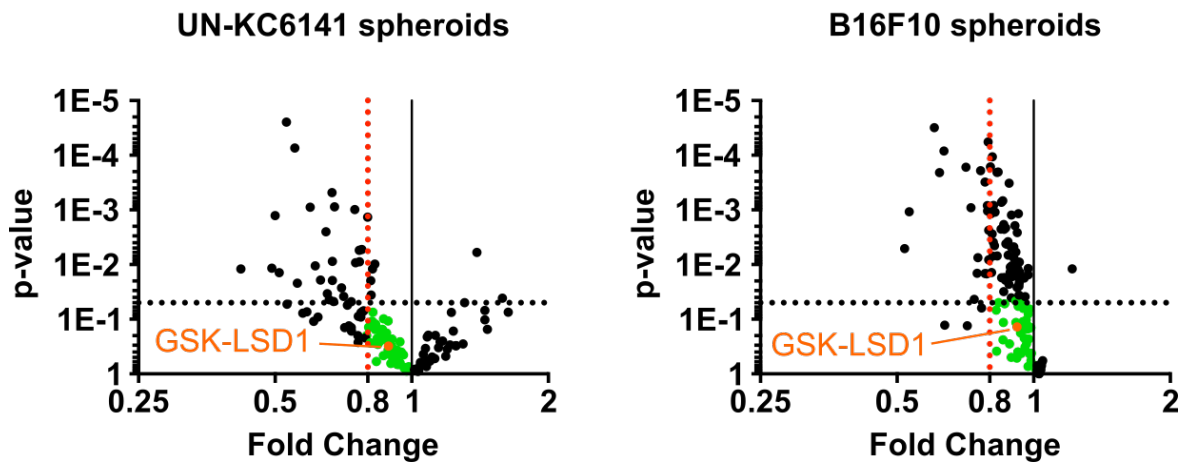 UN-KC6141 spheroids
p-value
1E-5
1E-4
1E-3
1E-2
1E-1
1
GSK-LSD1
0.25
0.5
0.8
1
2
Fold Change
B16F10 spheroids
p-value
1E-5
1E-4
1E-3
1E-2
1E-1
1
GSK-LSD1
0.25
0.5
0.8
1
2
Fold Change